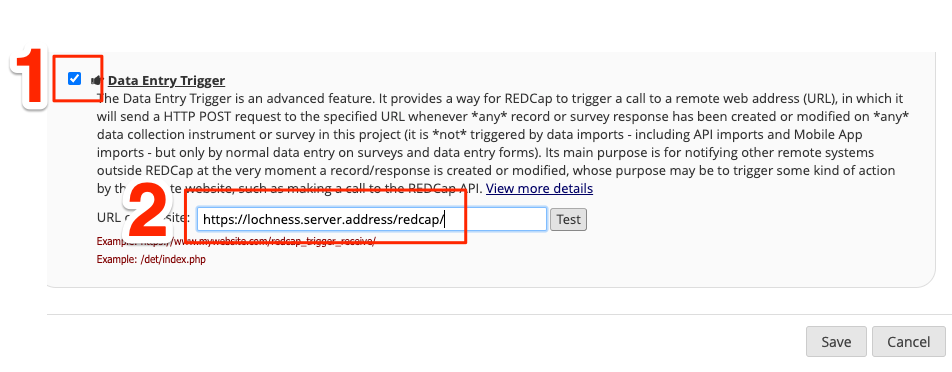 1
Data Entry Trigger
The Data Entry Trigger is an advanced feature. It provides a way for REDCap to trigger a call to a remote web address (URL), in which it
will send a HTTP POST request to the specified URL whenever *any* record or survey response has been created or modified on *any*
data collection instrument or survey in this project (it is *not* triggered by data imports - including API imports and Mobile App
imports - but only by normal data entry on surveys and data entry forms). Its main purpose is for notifying other remote systems
outside REDCap at the very moment a record/response is created or modified, whose purpose may be to trigger some kind of action
by the website, such as making a call to the REDCap API. View more details
2
URL https://lochness.server.address/redcap/ Test
Example: https://www.mywebsite.com/redcap_trigger_receive/
Example: /det/index.php
Save Cancel